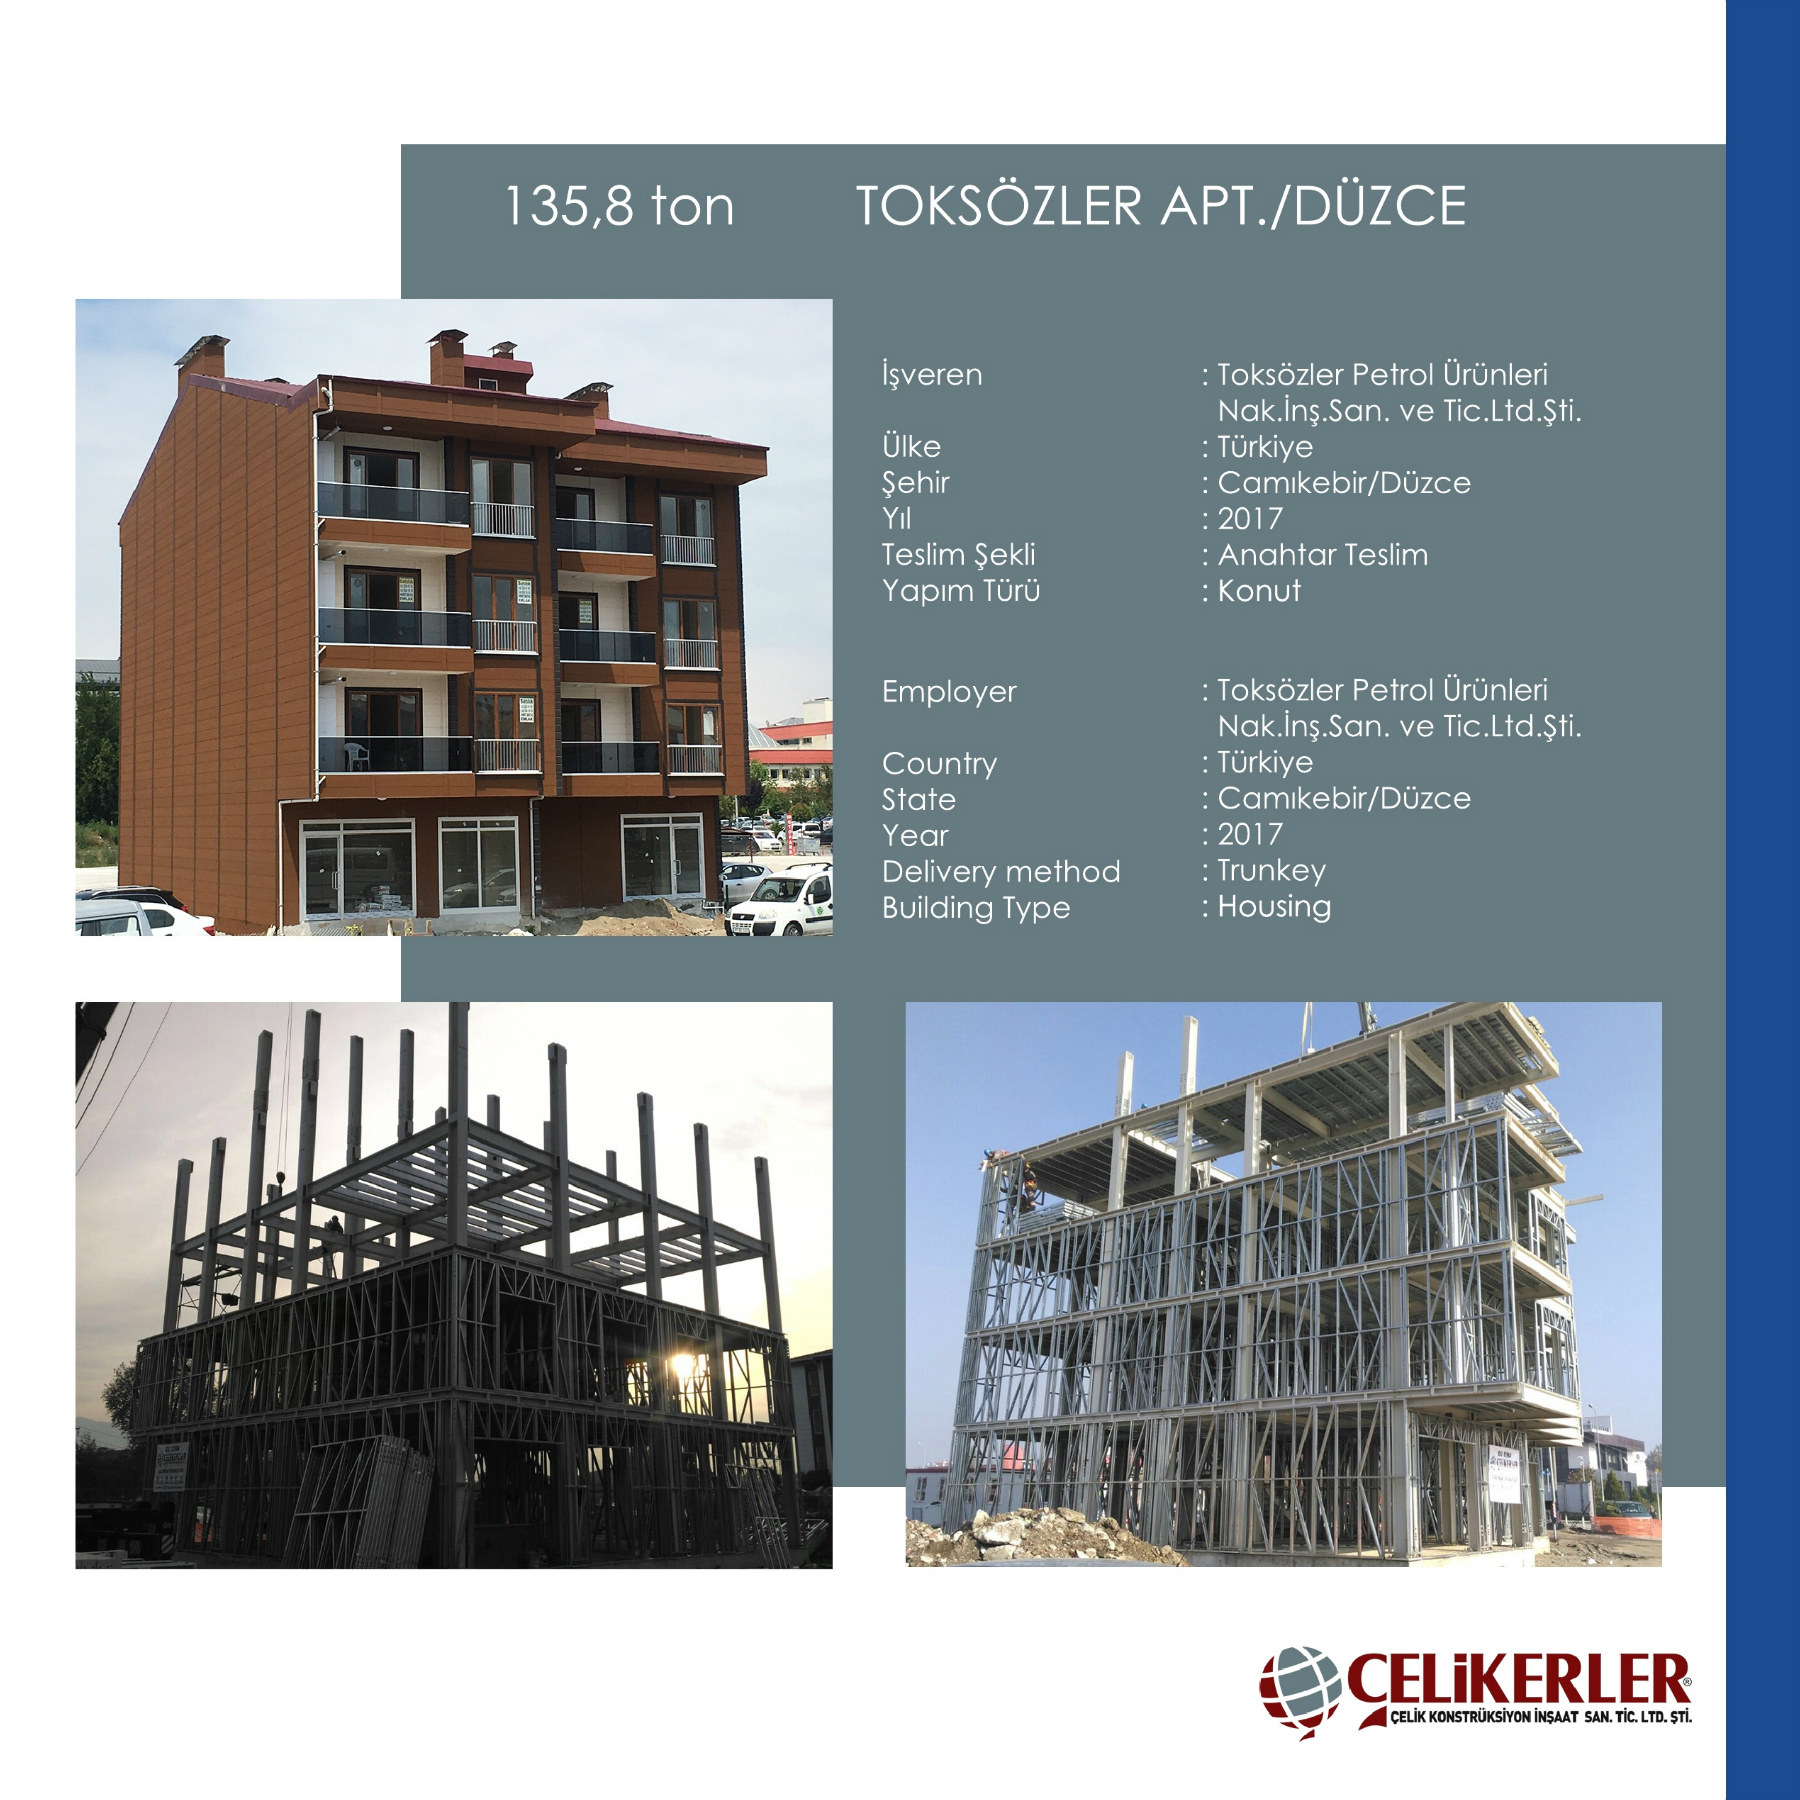 135,8 ton TOKSÖZLER APT./DÜZCE
İşveren : Toksözler Petrol Ürünleri
Nak.İnş.San. ve Tic.Ltd.Şti.
Ülke : Türkiye
Şehir : Camıkebir/Düzce
Yıl : 2017
Teslim Şekli : Anahtar Teslim
Yapım Türü : Konut
Employer : Toksözler Petrol Ürünleri
Nak.İnş.San. ve Tic.Ltd.Şti.
Country : Türkiye
State : Camıkebir/Düzce
Year : 2017
Delivery method : Trunkey
Building Type : Housing
Satılık
ÇELİKERLER
ÇELİKERLER®
ÇELİK KONSTRÜKSİYON İNŞAAT SAN. TİC. LTD. ŞTİ.